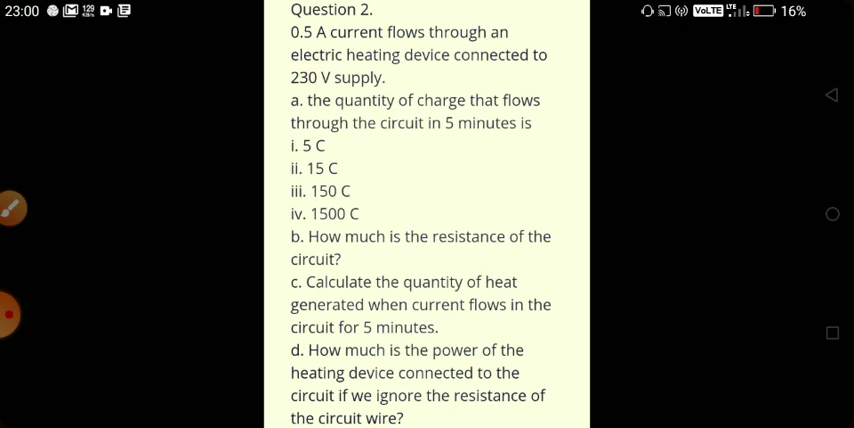 23:00 129 KB/s VoLTE LTE 16%
Question 2.
0.5 A current flows through an
electric heating device connected to
230 V supply.
a. the quantity of charge that flows
through the circuit in 5 minutes is
i. 5 C
ii. 15 C
iii. 150 C
iv. 1500 C
b. How much is the resistance of the
circuit?
c. Calculate the quantity of heat
generated when current flows in the
circuit for 5 minutes.
d. How much is the power of the
heating device connected to the
circuit if we ignore the resistance of
the circuit wire?